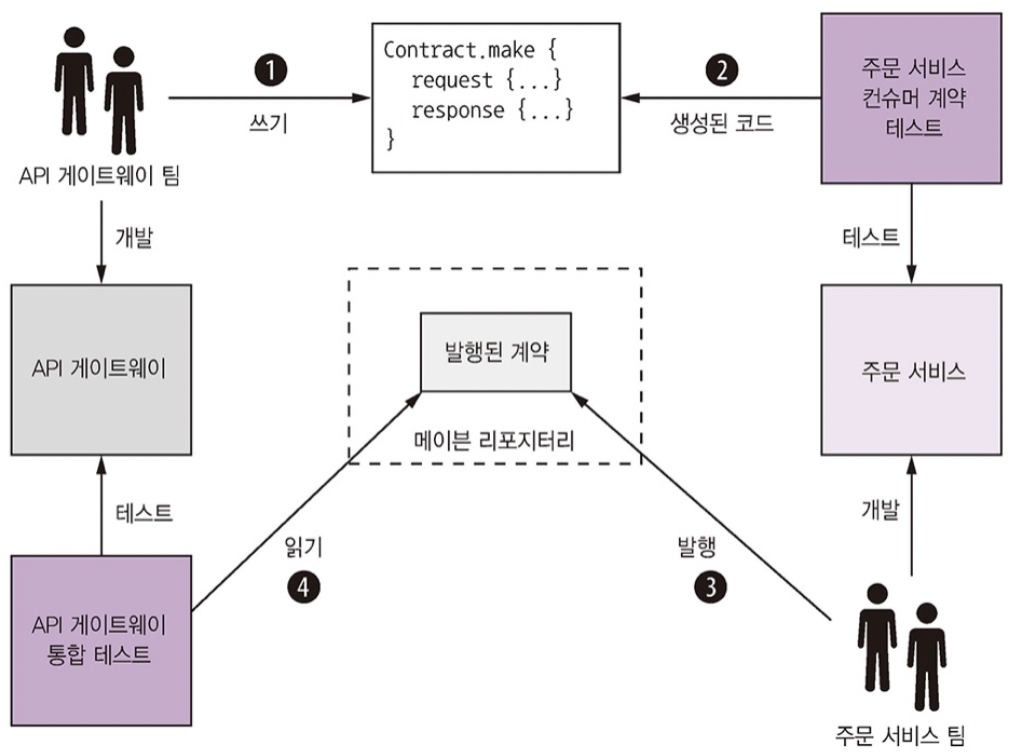 Contract.make {
request {...}
response {...}
}
❶
쓰기
❷
생성된 코드
주문 서비스
컨슈머 계약
테스트
API 게이트웨이 팀
개발
테스트
API 게이트웨이
발행된 계약
메이븐 리포지터리
주문 서비스
테스트
읽기
❹
발행
❸
개발
API 게이트웨이
통합 테스트
주문 서비스 팀